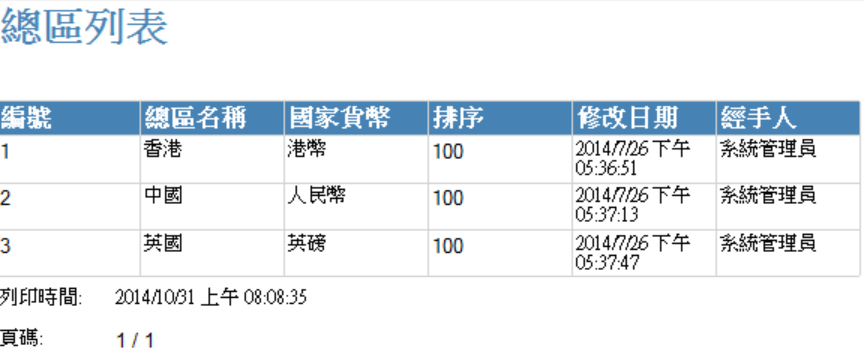 總區列表
編號 總區名稱 國家貨幣 排序 修改日期 經手人
1 香港 港幣 100 2014/7/26 下午 05:36:51 系統管理員
2 中國 人民幣 100 2014/7/26 下午 05:37:13 系統管理員
3 英國 英磅 100 2014/7/26 下午 05:37:47 系統管理員
列印時間: 2014/10/31 上午 08:08:35
頁碼: 1 / 1